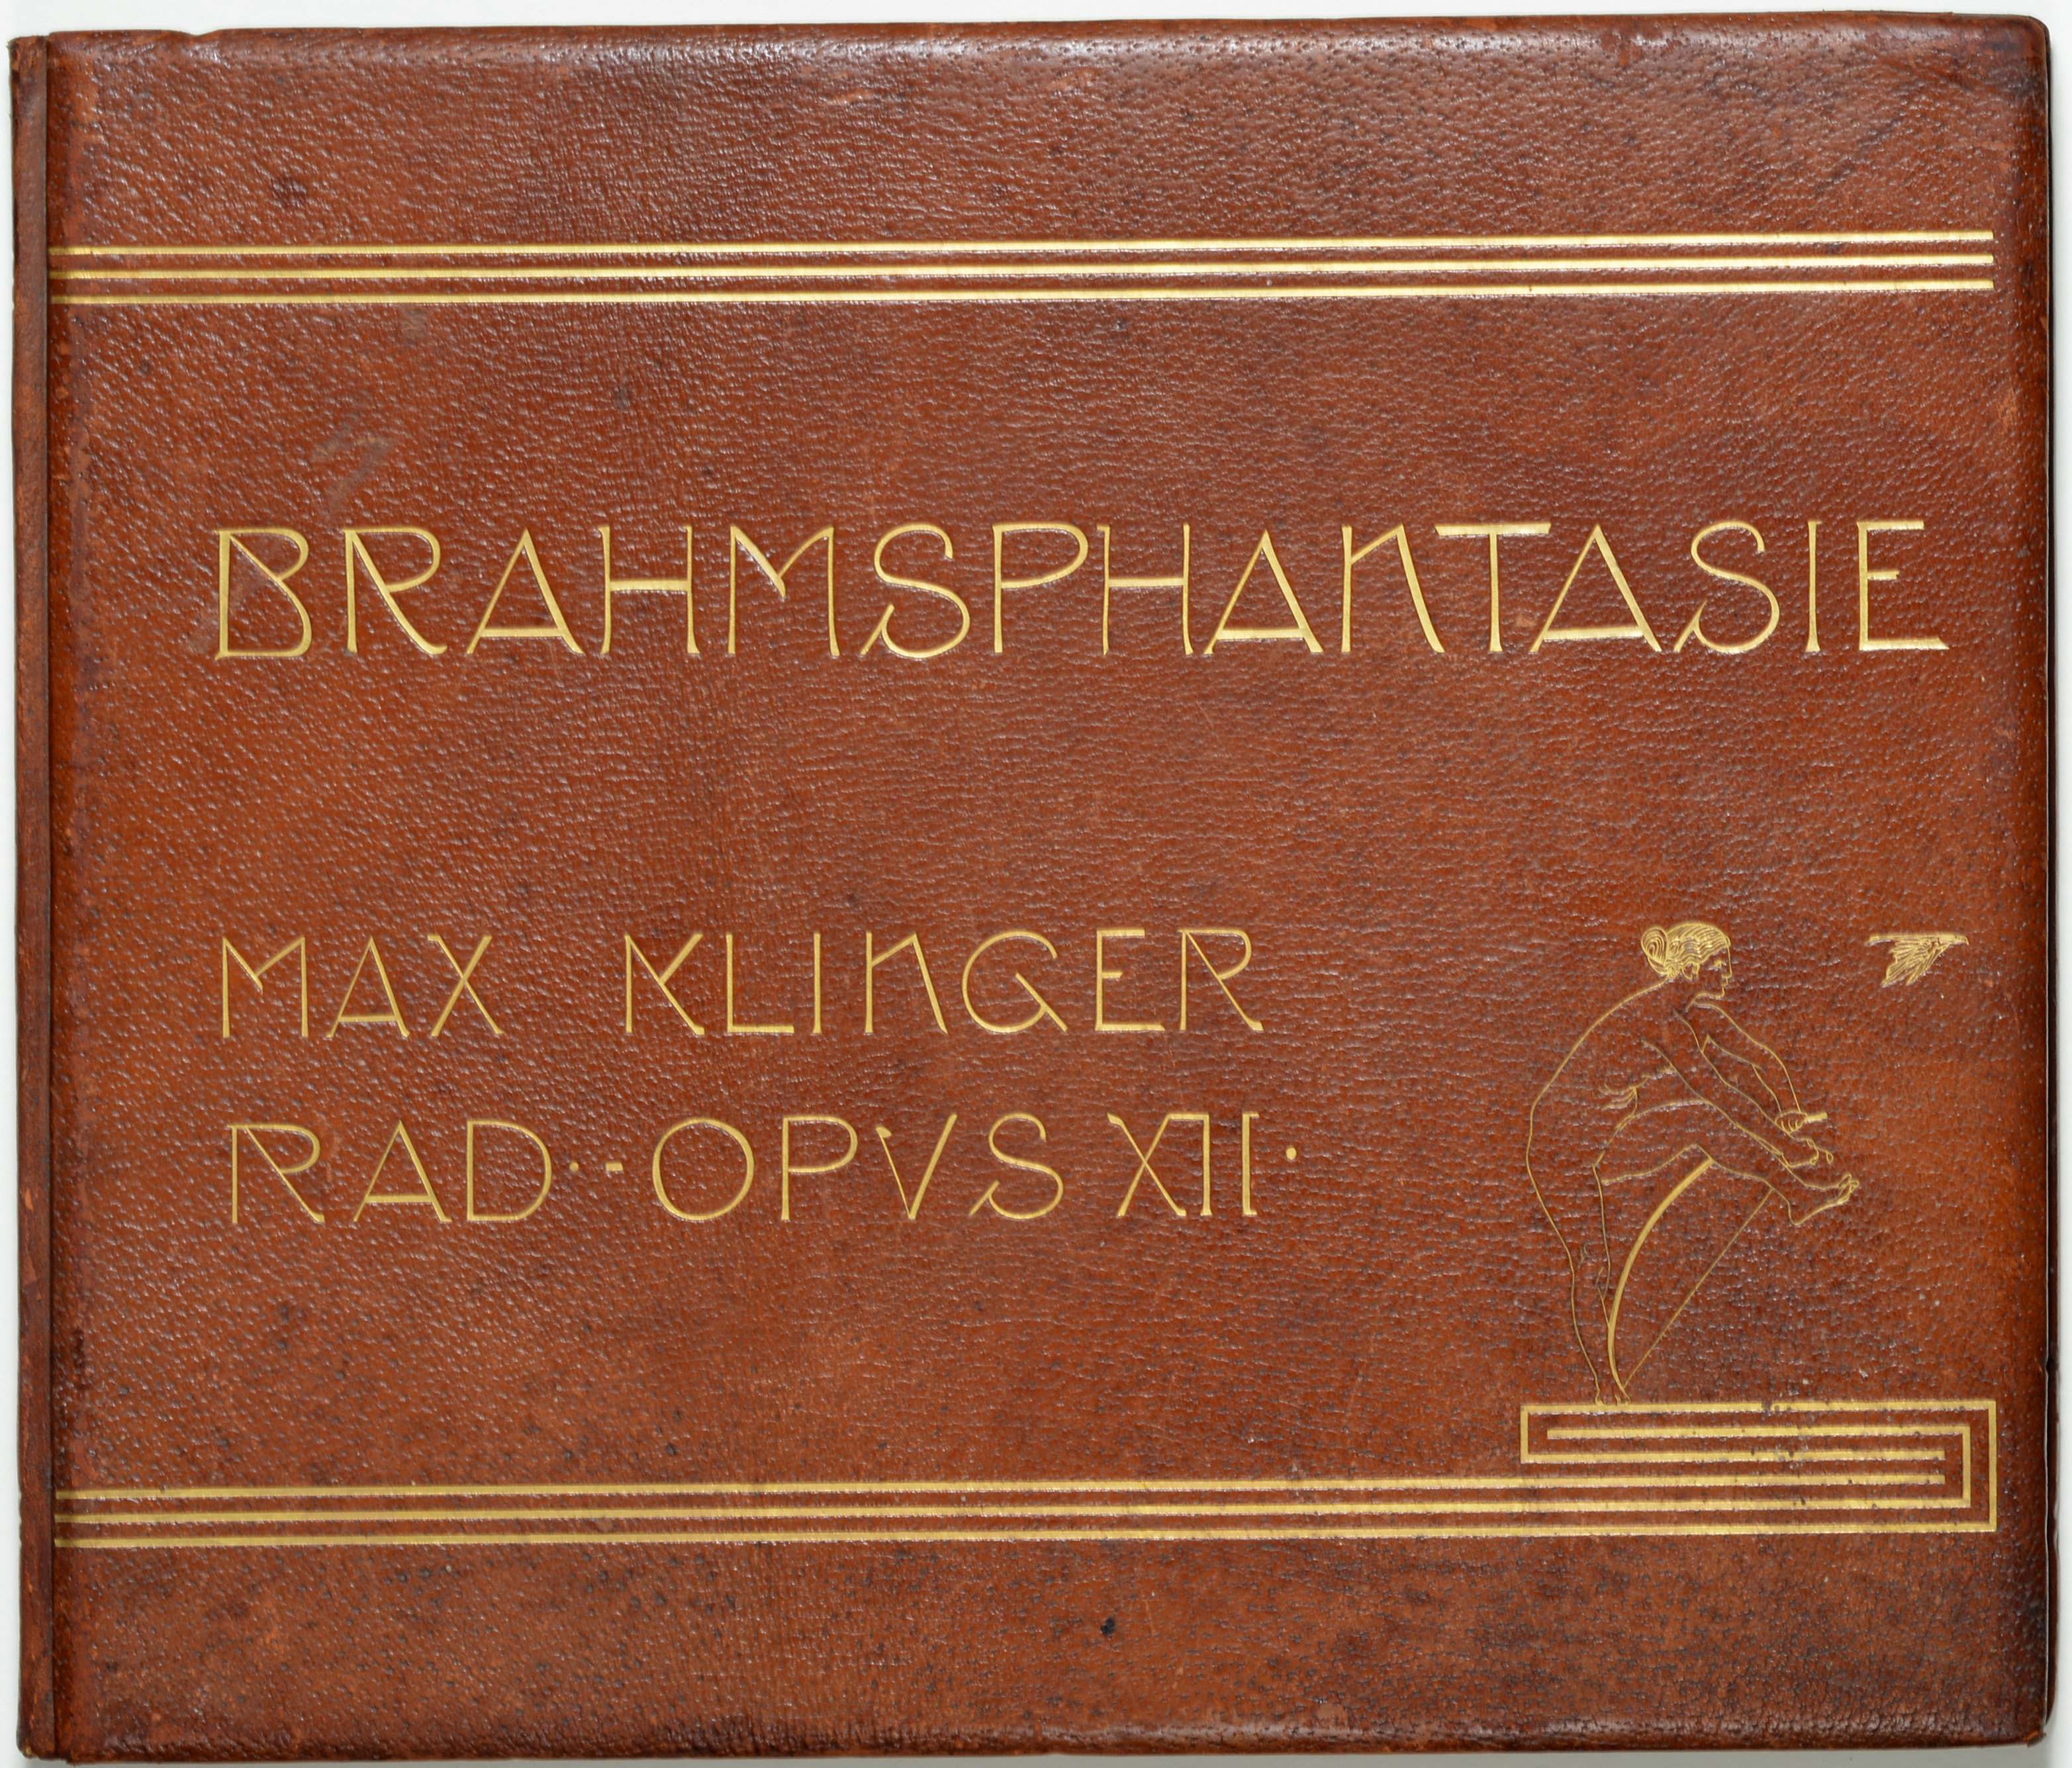 BRAHMSPHANTASIE
MAX KLINGER
RAD·-OPVS XII·